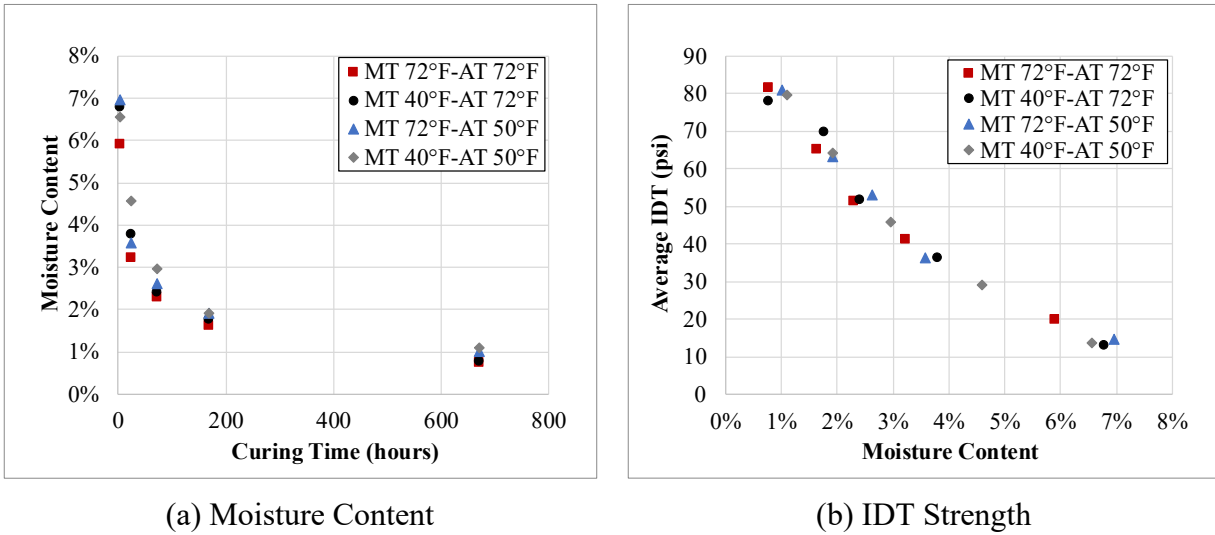 8%
7%
6%
5%
4%
3%
2%
1%
0%
Moisture Content
MT 72°F-AT 72°F
MT 40°F-AT 72°F
MT 72°F-AT 50°F
MT 40°F-AT 50°F
0 200 400 600 800
Curing Time (hours)
(a) Moisture Content
90
80
70
60
50
40
30
20
10
0
Average IDT (psi)
MT 72°F-AT 72°F
MT 40°F-AT 72°F
MT 72°F-AT 50°F
MT 40°F-AT 50°F
0% 1% 2% 3% 4% 5% 6% 7% 8%
Moisture Content
(b) IDT Strength